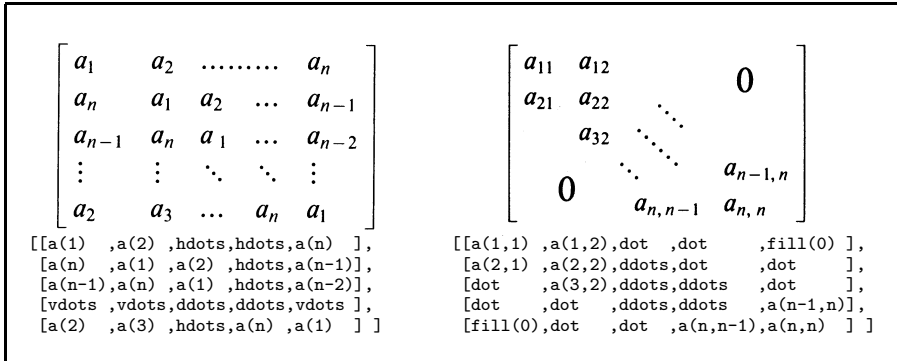 a₁ a₂ ......... aₙ
aₙ a₁ a₂ ... aₙ₋₁
aₙ₋₁ aₙ a₁ ... aₙ₋₂
⋮ ⋮ ⋱ ⋱ ⋮
a₂ a₃ ... aₙ a₁
[[a(1)  ,a(2) ,hdots,hdots,a(n)  ],
[a(n)  ,a(1) ,a(2) ,hdots,a(n-1)],
[a(n-1),a(n) ,a(1) ,hdots,a(n-2)],
[vdots ,vdots,ddots,ddots,vdots ],
[a(2)  ,a(3) ,hdots,a(n) ,a(1)  ] ]
a₁₁ a₁₂ 0
a₂₁ a₂₂ ⋱
a₃₂ ⋱ ⋱
⋱ aₙ₋₁,ₙ
0 aₙ,ₙ₋₁ aₙ,ₙ
[[a(1,1) ,a(1,2),dot  ,dot     ,fill(0) ],
[a(2,1) ,a(2,2),ddots,dot     ,dot     ],
[dot    ,a(3,2),ddots,ddots   ,dot     ],
[dot    ,dot   ,ddots,ddots   ,a(n-1,n)],
[fill(0),dot   ,dot  ,a(n,n-1),a(n,n)  ] ]